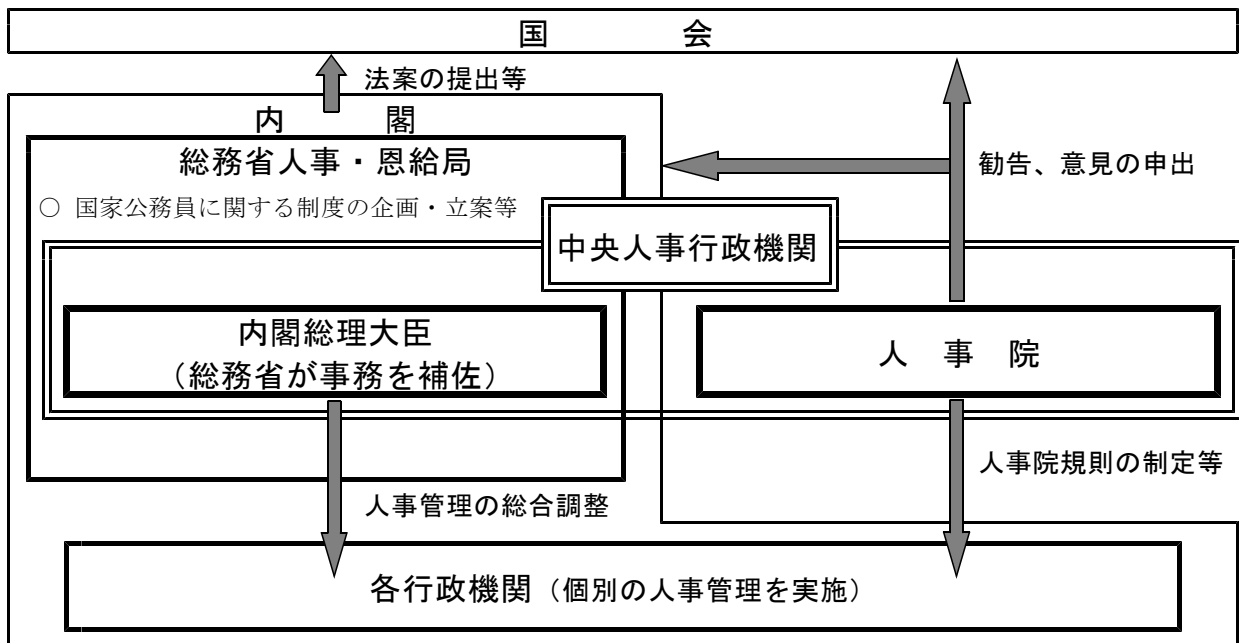 国　　　会
法案の提出等
内　　閣
総務省人事・恩給局
勧告、意見の申出
○ 国家公務員に関する制度の企画・立案等
中央人事行政機関
内閣総理大臣
（総務省が事務を補佐）
人　事　院
人事院規則の制定等
人事管理の総合調整
各行政機関（個別の人事管理を実施）